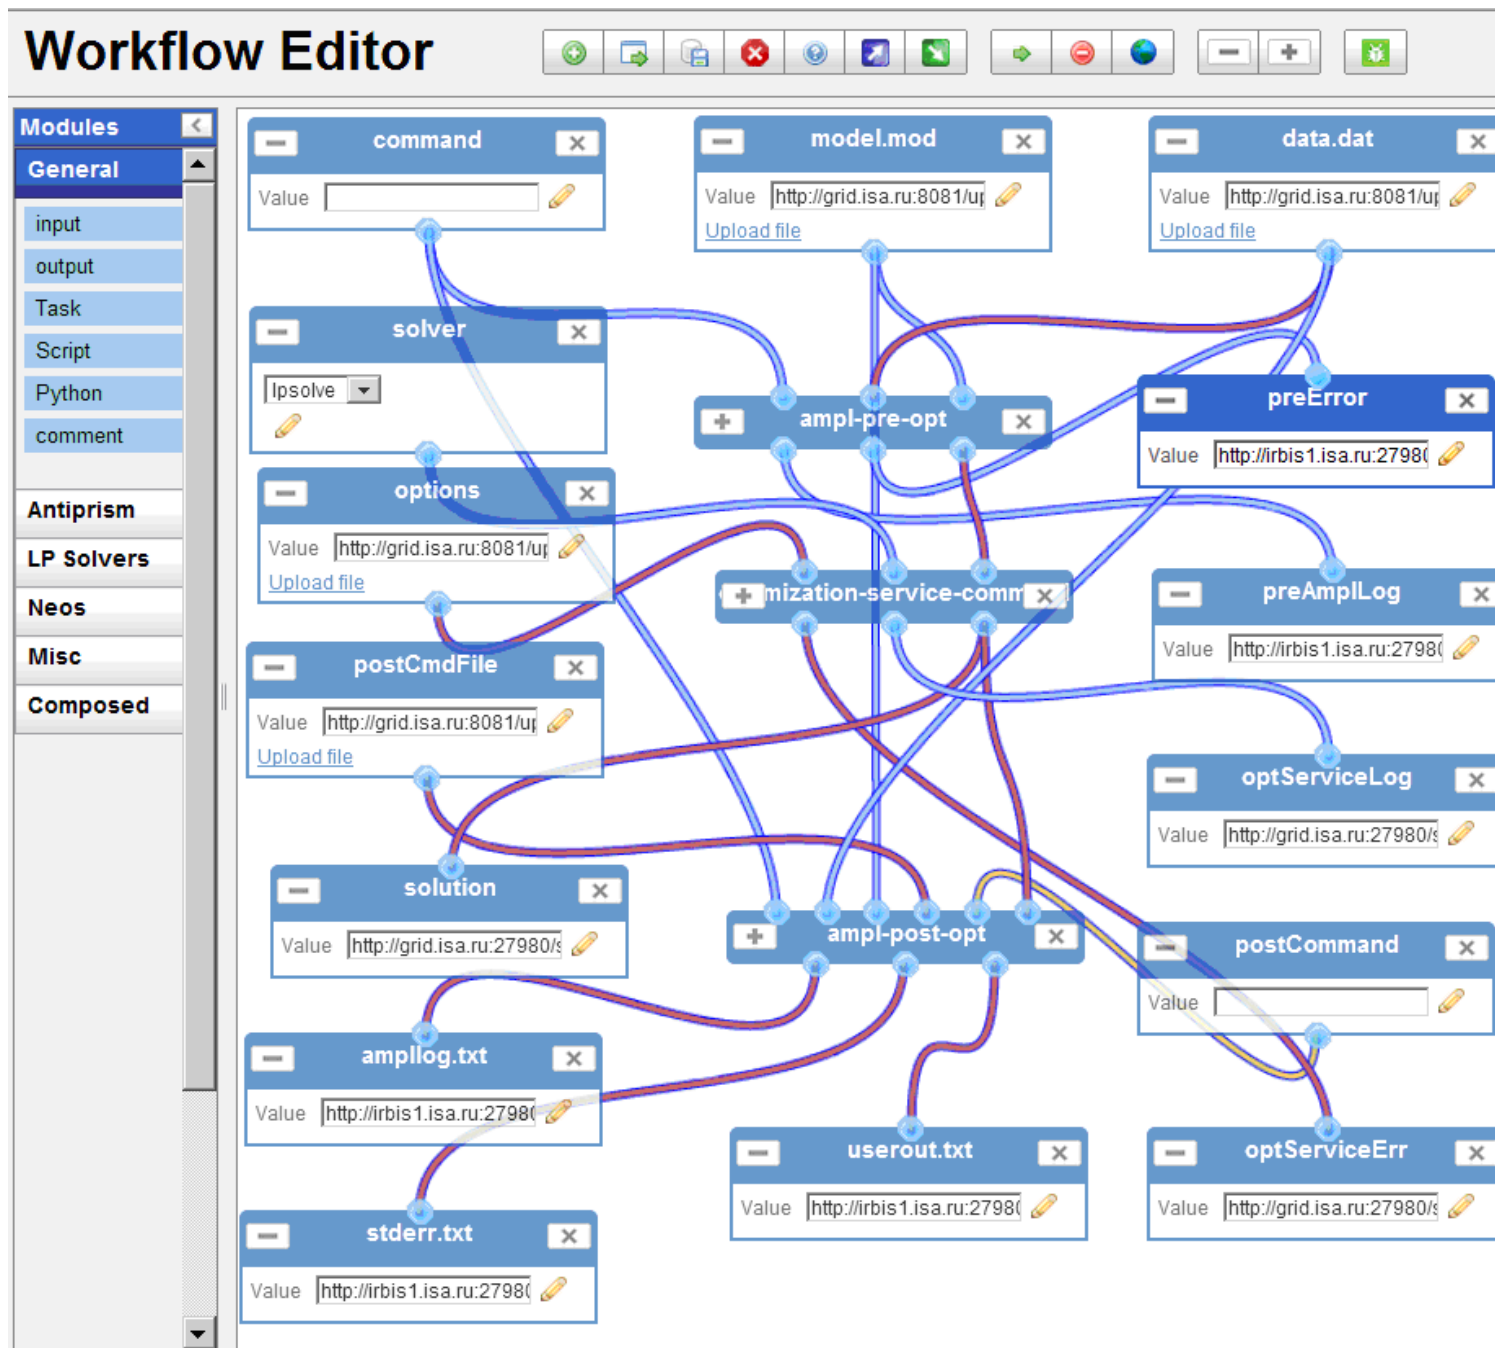 Workflow Editor
Modules
General
input
output
Task
Script
Python
comment
Antiprism
LP Solvers
Neos
Misc
Composed
command
Value
model.mod
Value http://grid.isa.ru:8081/up
Upload file
data.dat
Value http://grid.isa.ru:8081/up
Upload file
solver
lpsolve
ampl-pre-opt
preError
Value http://irbis1.isa.ru:27980
options
Value http://grid.isa.ru:8081/up
Upload file
mization-service-comm
preAmplLog
Value http://irbis1.isa.ru:27980
postCmdFile
Value http://grid.isa.ru:8081/up
Upload file
optServiceLog
Value http://grid.isa.ru:27980/s
solution
Value http://grid.isa.ru:27980/s
ampl-post-opt
postCommand
Value
ampllog.txt
Value http://irbis1.isa.ru:27980
userout.txt
Value http://irbis1.isa.ru:27980
optServiceErr
Value http://grid.isa.ru:27980/s
stderr.txt
Value http://irbis1.isa.ru:27980